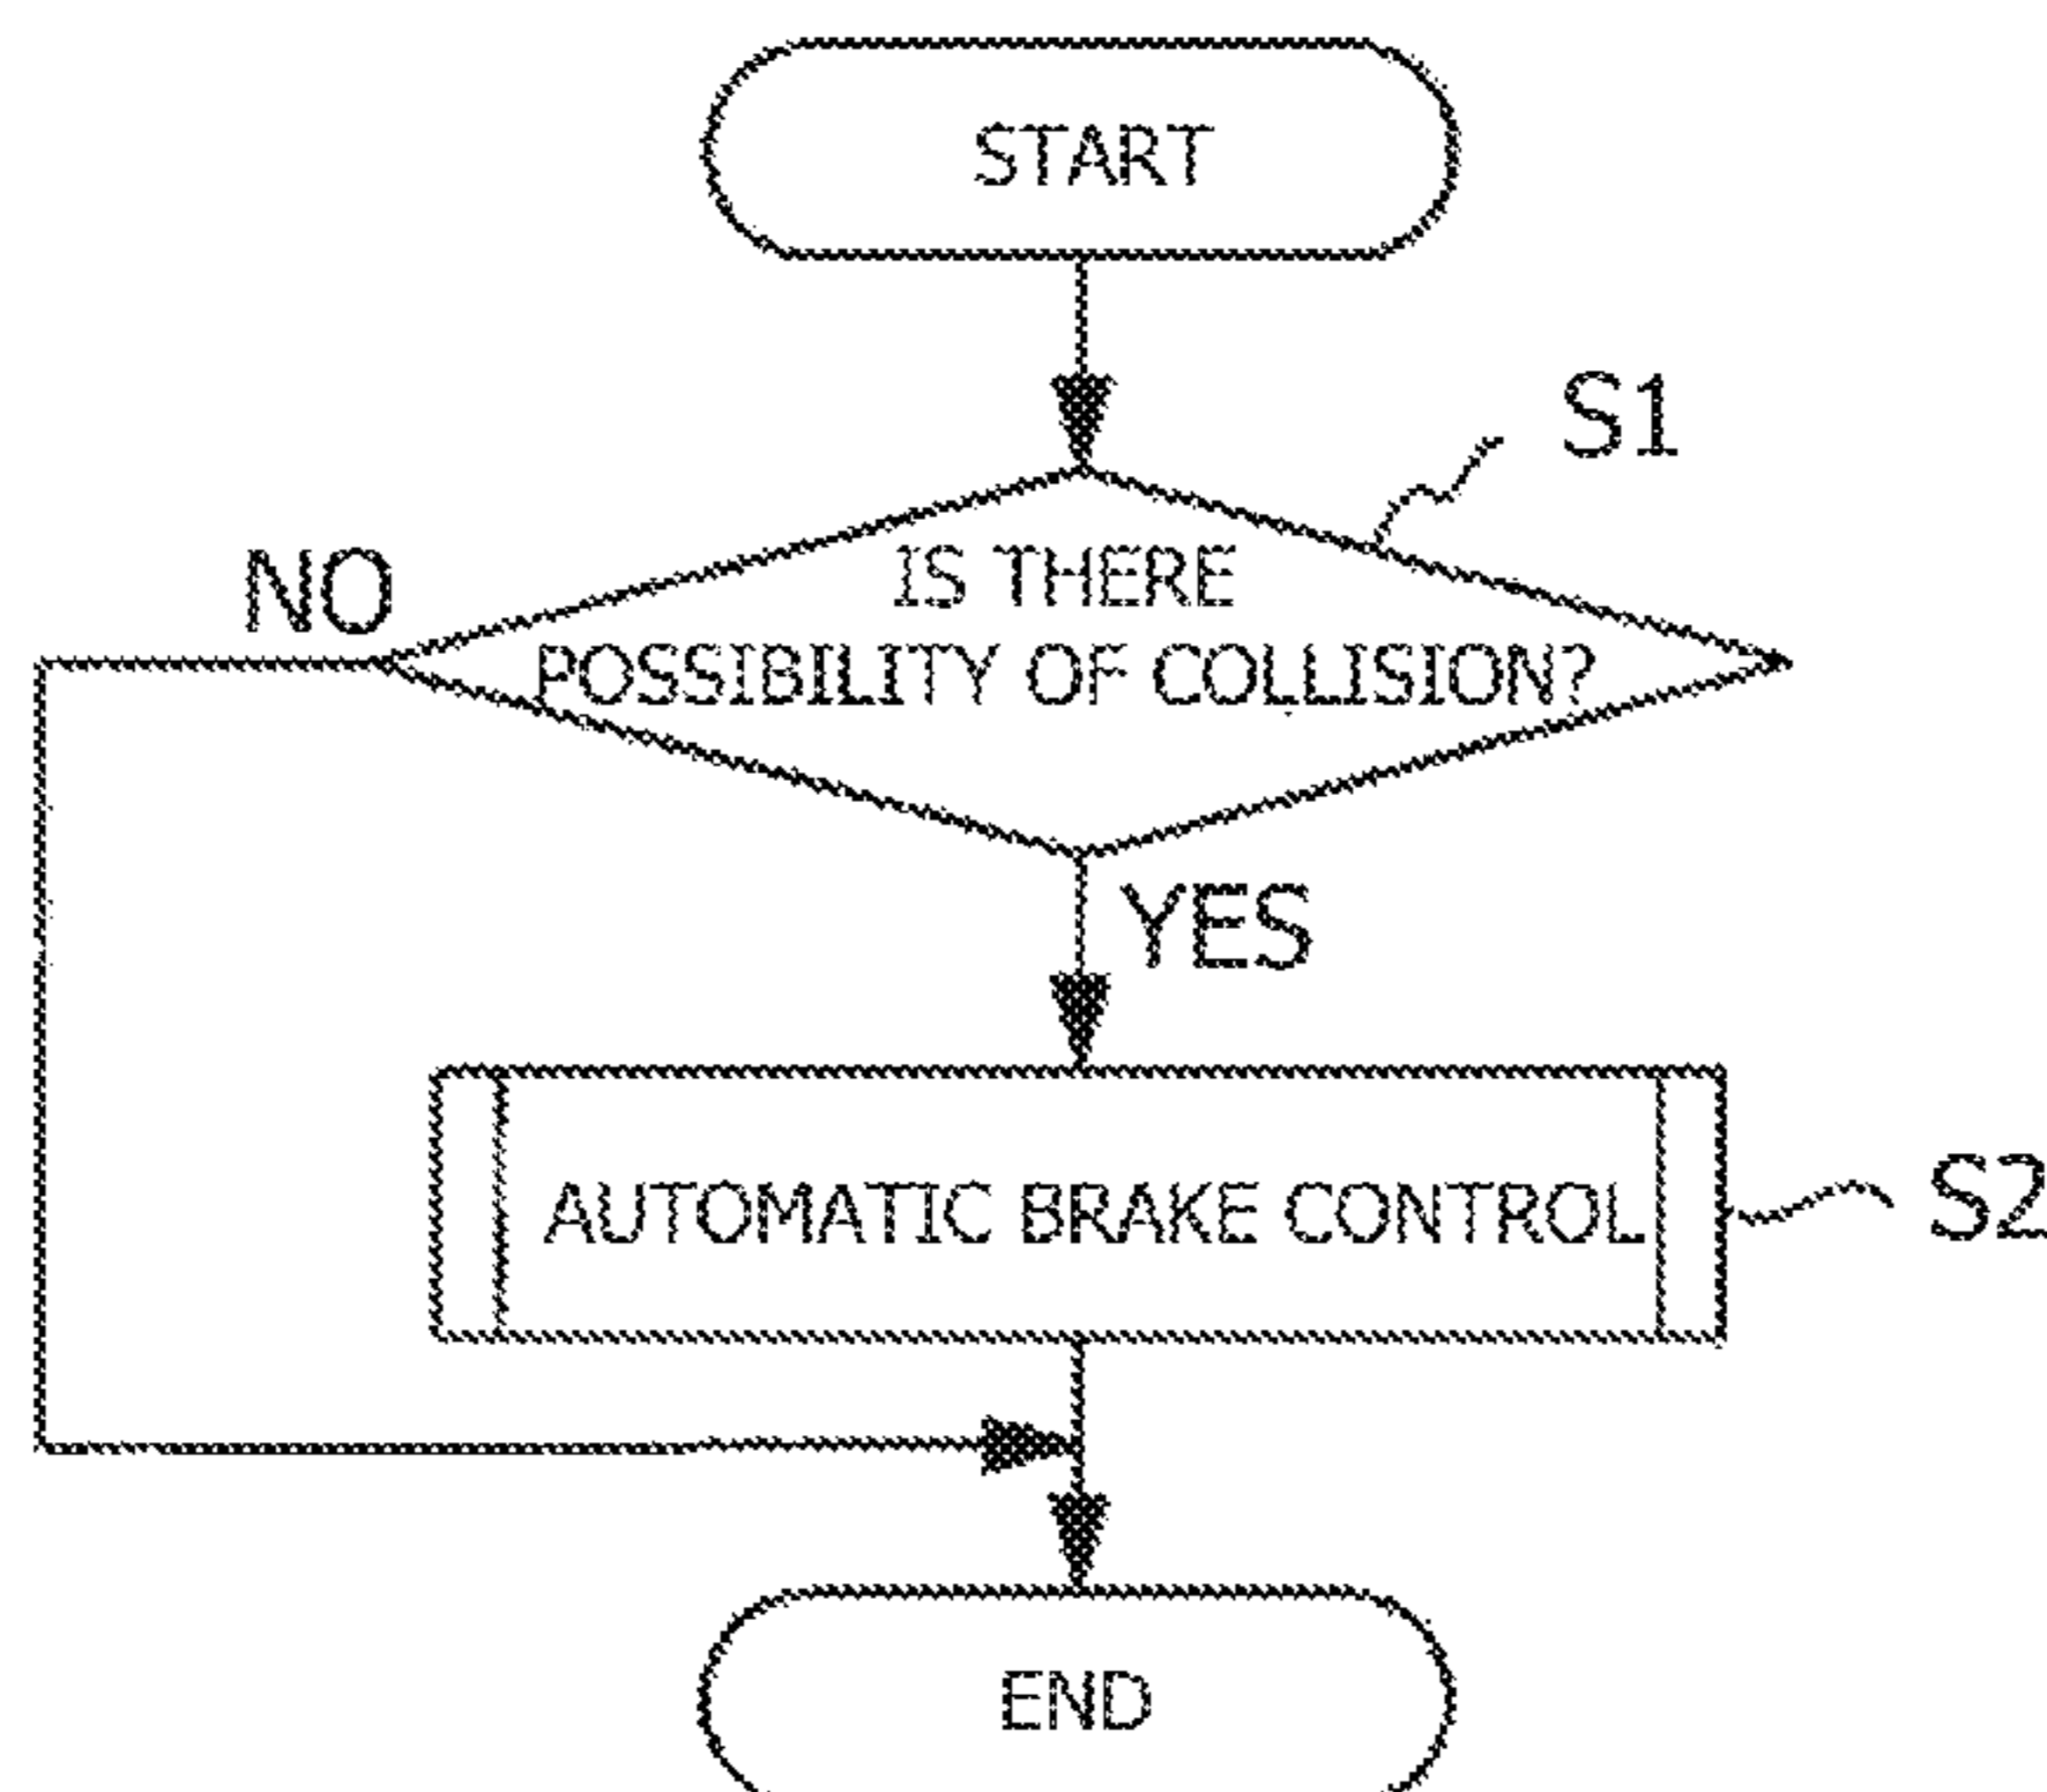 START
S1
NO
IS THERE
POSSIBILITY OF COLLISION?
YES
AUTOMATIC BRAKE CONTROL
S2
END